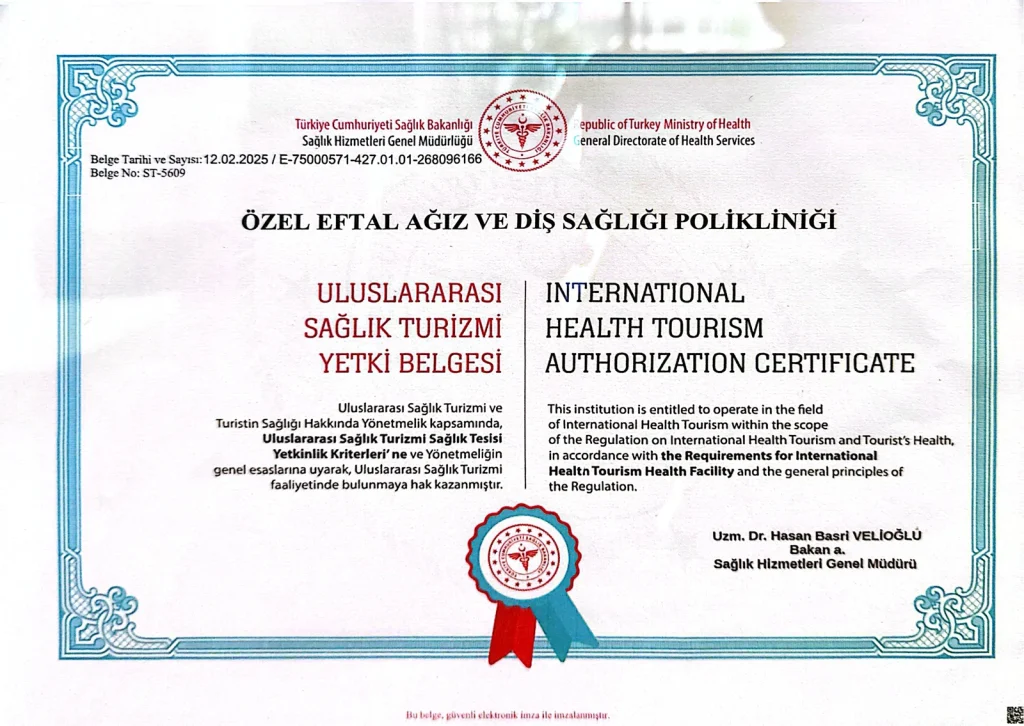 Türkiye Cumhuriyeti Sağlık Bakanlığı
Sağlık Hizmetleri Genel Müdürlüğü
epublic of Turkey Ministry of Health
General Directorate of Health Services
Belge Tarihi ve Sayısı: 12.02.2025 / E-75000571-427.01.01-268096166
Belge No: ST-5609
ÖZEL EFTAL AĞIZ VE DİŞ SAĞLIĞI POLİKLİNİĞİ
ULUSLARARASI
SAĞLIK TURİZMİ
YETKİ BELGESİ
INTERNATIONAL
HEALTH TOURISM
AUTHORIZATION CERTIFICATE
Uluslararası Sağlık Turizmi ve
Turistin Sağlığı Hakkında Yönetmelik kapsamında,
Uluslararası Sağlık Turizmi Sağlık Tesisi
Yetkinlik Kriterleri' ne ve Yönetmeliğin
genel esaslarına uyarak, Uluslararası Sağlık Turizmi
faaliyetinde bulunmaya hak kazanmıştır.
This institution is entitled to operate in the field
of International Health Tourism within the scope
of the Regulation on International Health Tourism and Tourist's Health,
in accordance with the Requirements for International
Health Tourism Health Facility and the general principles of
the Regulation.
Uzm. Dr. Hasan Basri VELİOĞLU
Bakan a.
Sağlık Hizmetleri Genel Müdürü
Bu belge, güvenli elektronik imza ile imzalanmıştır.